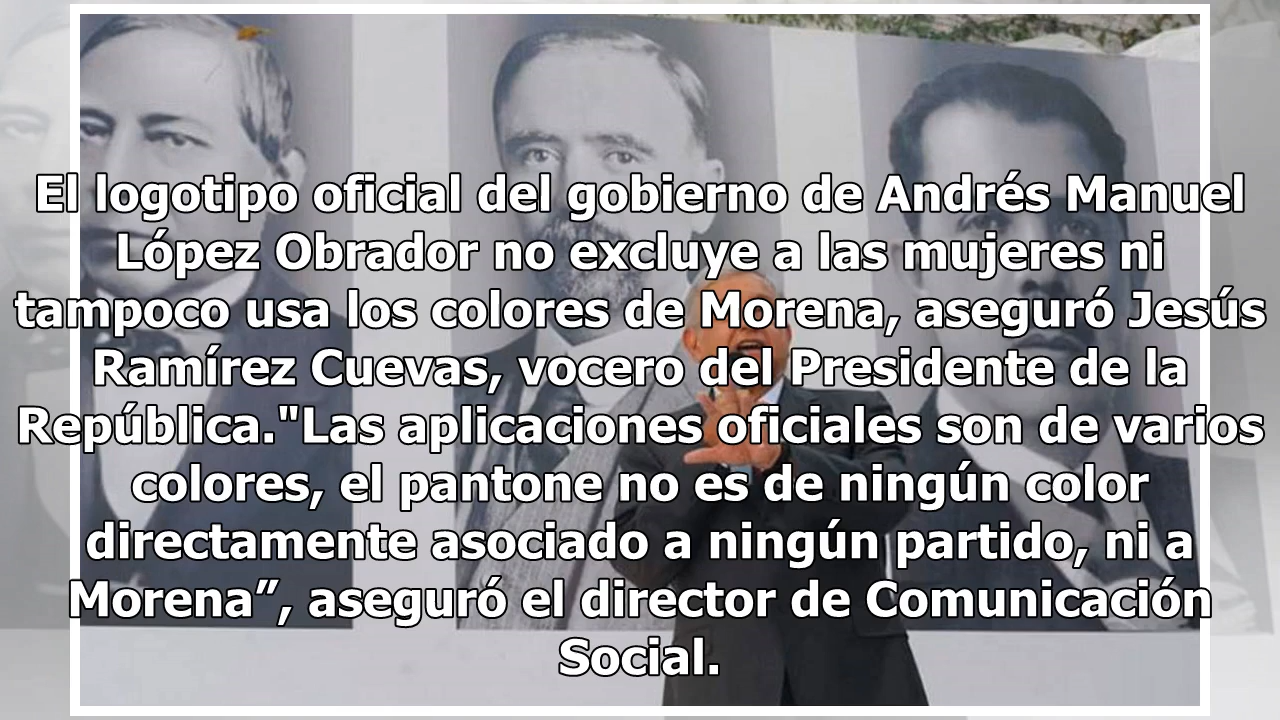 El logotipo oficial del gobierno de Andrés Manuel
López Obrador no excluye a las mujeres ni
tampoco usa los colores de Morena, aseguró Jesús
Ramírez Cuevas, vocero del Presidente de la
República."Las aplicaciones oficiales son de varios
colores, el pantone no es de ningún color
directamente asociado a ningún partido, ni a
Morena”, aseguró el director de Comunicación
Social.